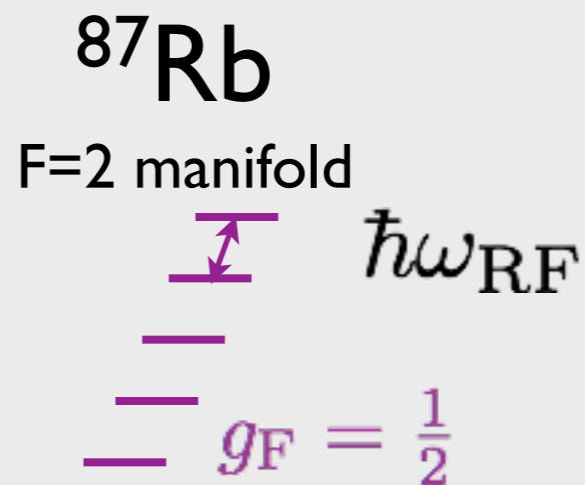 ⁸⁷Rb
F=2 manifold
ℏω_RF
g_F = 1/2